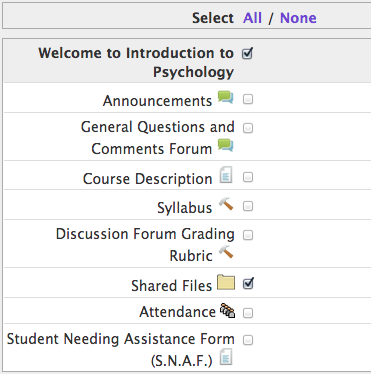 Select All / None
Welcome to Introduction to
Psychology
Announcements
General Questions and
Comments Forum
Course Description
Syllabus
Discussion Forum Grading
Rubric
Shared Files
Attendance
Student Needing Assistance Form
(S.N.A.F.)